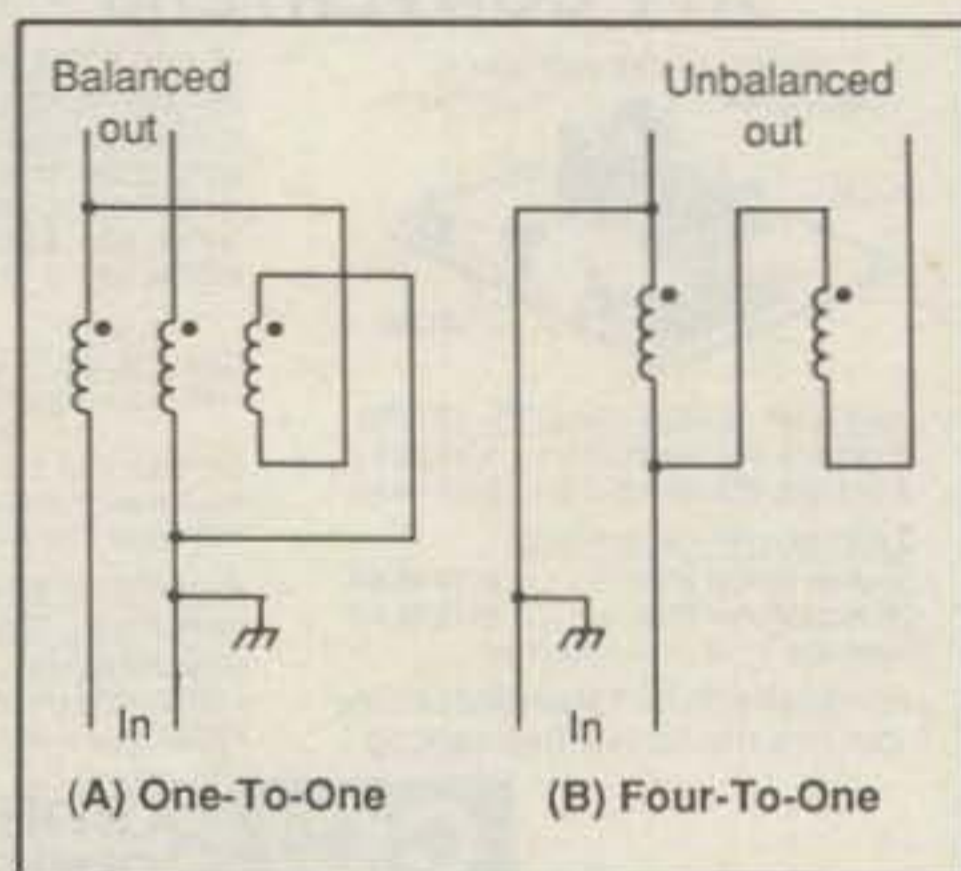 Balanced
out
Unbalanced
out
In
In
(A) One-To-One
(B) Four-To-One